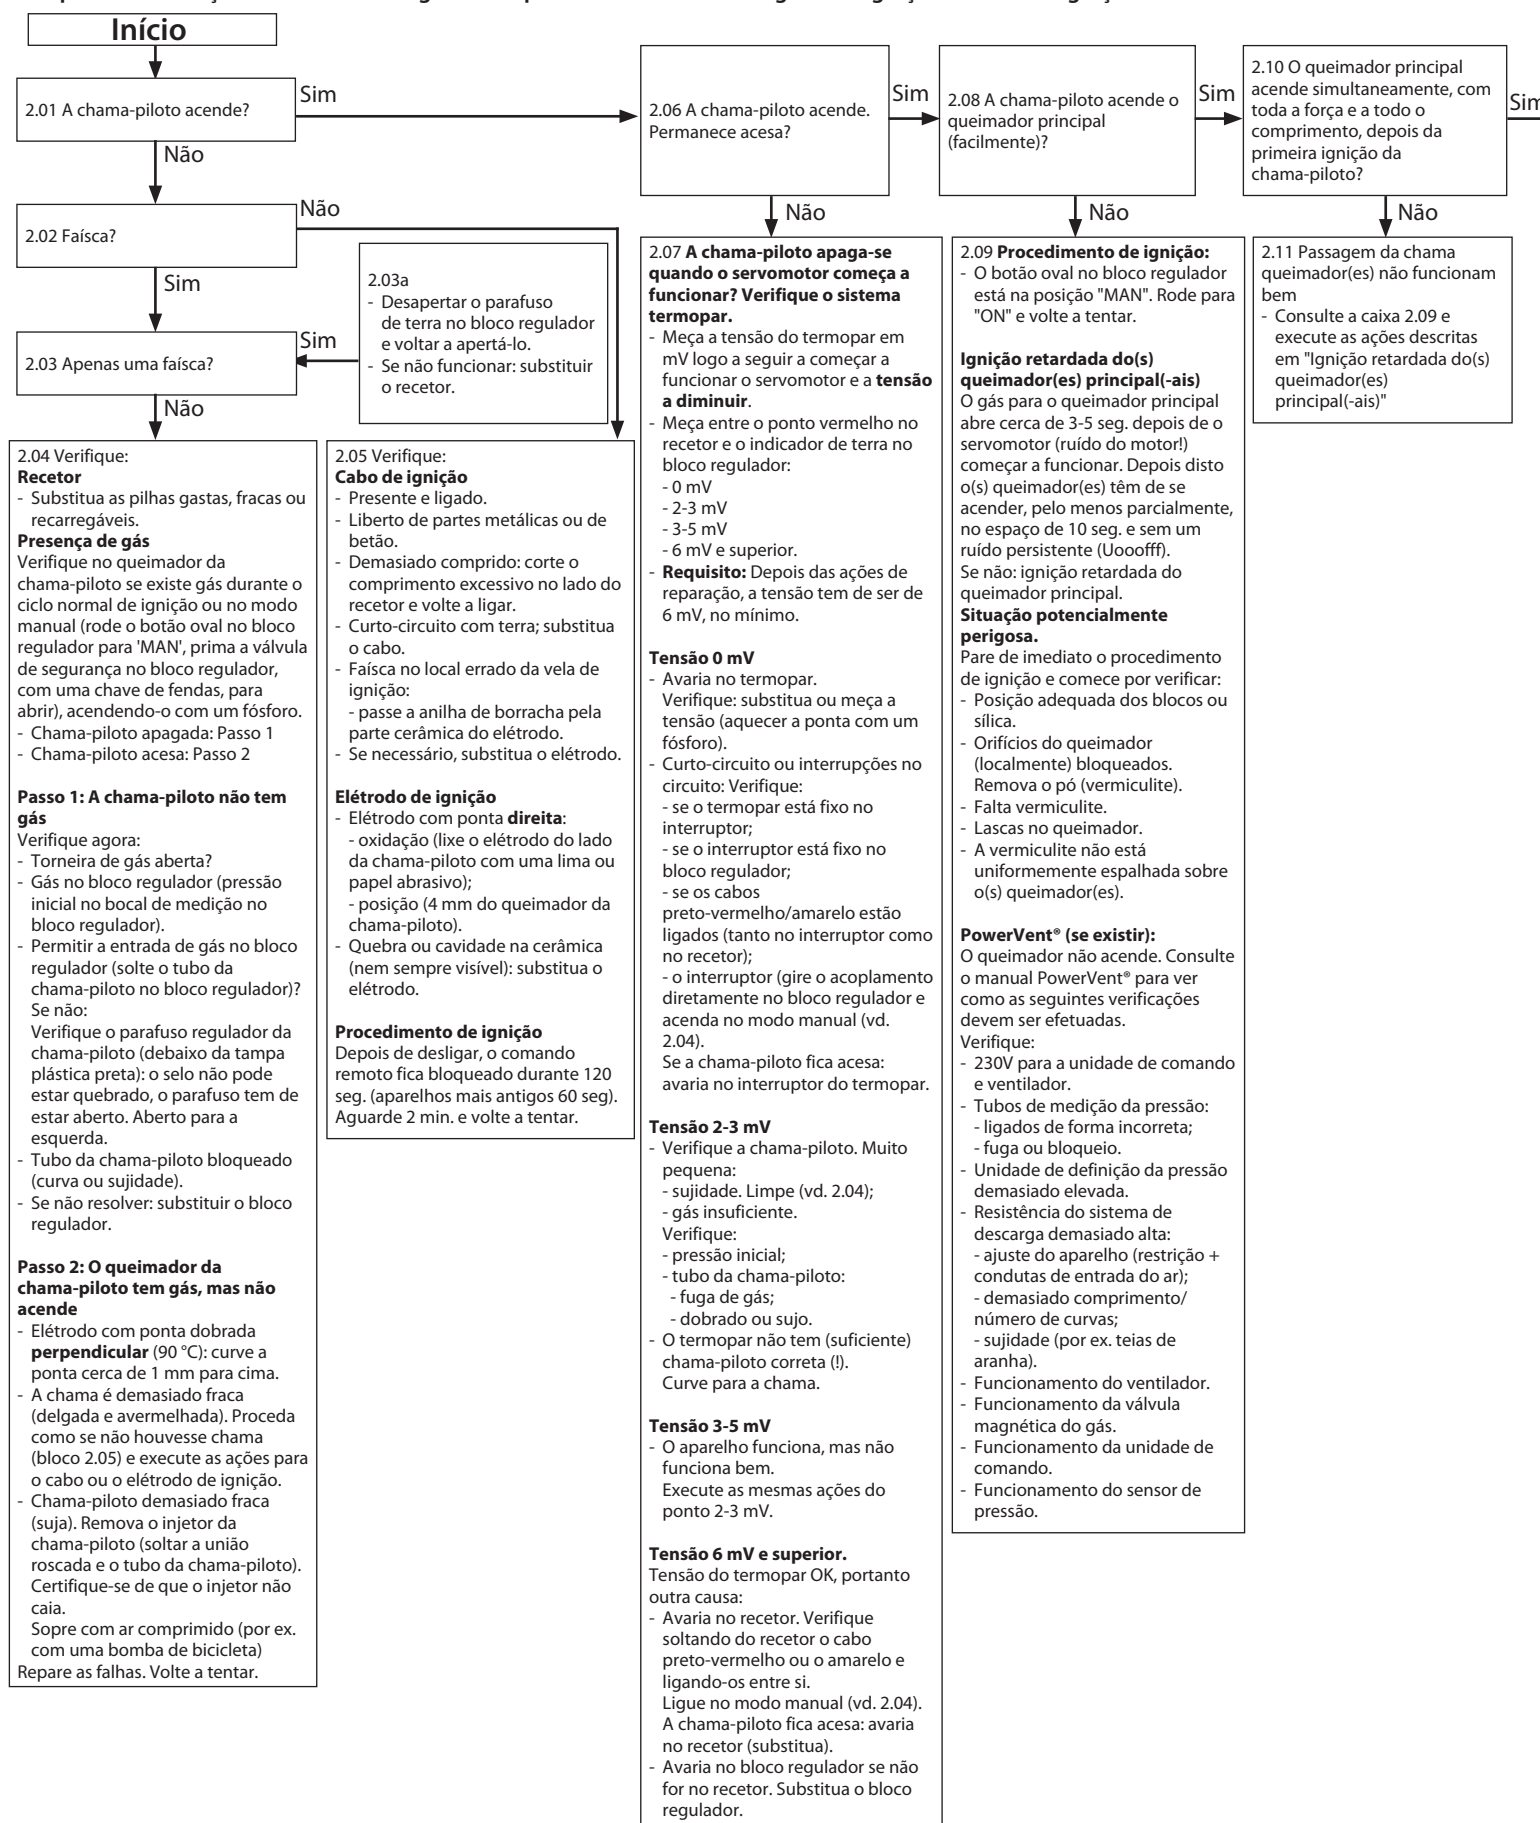 Início
2.01 A chama-piloto acende?
Sim
Não
2.02 Faísca?
Não
Sim
2.03 Apenas uma faísca?
Sim
Não
2.03a
- Desapertar o parafuso
de terra no bloco regulador
e voltar a apertá-lo.
- Se não funcionar: substituir
o recetor.
2.04 Verifique:
Recetor
- Substitua as pilhas gastas, fracas ou
recarregáveis.
Presença de gás
Verifique no queimador da
chama-piloto se existe gás durante o
ciclo normal de ignição ou no modo
manual (rode o botão oval no bloco
regulador para 'MAN', prima a válvula
de segurança no bloco regulador,
com uma chave de fendas, para
abrir), acendendo-o com um fósforo.
- Chama-piloto apagada: Passo 1
- Chama-piloto acesa: Passo 2
Passo 1: A chama-piloto não tem
gás
Verifique agora:
- Torneira de gás aberta?
- Gás no bloco regulador (pressão
inicial no bocal de medição no
bloco regulador).
- Permitir a entrada de gás no bloco
regulador (solte o tubo da
chama-piloto no bloco regulador)?
Se não:
Verifique o parafuso regulador da
chama-piloto (debaixo da tampa
plástica preta): o selo não pode
estar quebrado, o parafuso tem de
estar aberto. Aberto para a
esquerda.
- Tubo da chama-piloto bloqueado
(curva ou sujidade).
- Se não resolver: substituir o bloco
regulador.
Passo 2: O queimador da
chama-piloto tem gás, mas não
acende
- Elétrodo com ponta dobrada
perpendicular (90 °C): curve a
ponta cerca de 1 mm para cima.
- A chama é demasiado fraca
(delgada e avermelhada). Proceda
como se não houvesse chama
(bloco 2.05) e execute as ações para
o cabo ou o elétrodo de ignição.
- Chama-piloto demasiado fraca
(suja). Remova o injetor da
chama-piloto (soltar a união
roscada e o tubo da chama-piloto).
Certifique-se de que o injetor não
caia.
Sopre com ar comprimido (por ex.
com uma bomba de bicicleta)
Repare as falhas. Volte a tentar.
2.05 Verifique:
Cabo de ignição
- Presente e ligado.
- Liberto de partes metálicas ou de
betão.
- Demasiado comprido: corte o
comprimento excessivo no lado do
recetor e volte a ligar.
- Curto-circuito com terra; substitua
o cabo.
- Faísca no local errado da vela de
ignição:
- passe a anilha de borracha pela
parte cerâmica do elétrodo.
- Se necessário, substitua o elétrodo.
Elétrodo de ignição
- Elétrodo com ponta direita:
- oxidação (lixe o elétrodo do lado
da chama-piloto com uma lima ou
papel abrasivo);
- posição (4 mm do queimador da
chama-piloto).
- Quebra ou cavidade na cerâmica
(nem sempre visível): substitua o
elétrodo.
Procedimento de ignição
Depois de desligar, o comando
remoto fica bloqueado durante 120
seg. (aparelhos mais antigos 60 seg).
Aguarde 2 min. e volte a tentar.
2.06 A chama-piloto acende.
Permanece acesa?
Sim
Não
2.07 A chama-piloto apaga-se
quando o servomotor começa a
funcionar? Verifique o sistema
termopar.
- Meça a tensão do termopar em
mV logo a seguir a começar a
funcionar o servomotor e a tensão
a diminuir.
- Meça entre o ponto vermelho no
recetor e o indicador de terra no
bloco regulador:
- 0 mV
- 2-3 mV
- 3-5 mV
- 6 mV e superior.
- Requisito: Depois das ações de
reparação, a tensão tem de ser de
6 mV, no mínimo.
Tensão 0 mV
- Avaria no termopar.
Verifique: substitua ou meça a
tensão (aquecer a ponta com um
fósforo).
- Curto-circuito ou interrupções no
circuito: Verifique:
- se o termopar está fixo no
interruptor;
- se o interruptor está fixo no
bloco regulador;
- se os cabos
preto-vermelho/amarelo estão
ligados (tanto no interruptor como
no recetor);
- o interruptor (gire o acoplamento
diretamente no bloco regulador e
acenda no modo manual (vd.
2.04).
Se a chama-piloto fica acesa:
avaria no interruptor do termopar.
Tensão 2-3 mV
- Verifique a chama-piloto. Muito
pequena:
- sujidade. Limpe (vd. 2.04);
- gás insuficiente.
Verifique:
- pressão inicial;
- tubo da chama-piloto:
- fuga de gás;
- dobrado ou sujo.
- O termopar não tem (suficiente)
chama-piloto correta (!).
Curve para a chama.
Tensão 3-5 mV
- O aparelho funciona, mas não
funciona bem.
Execute as mesmas ações do
ponto 2-3 mV.
Tensão 6 mV e superior.
Tensão do termopar OK, portanto
outra causa:
- Avaria no recetor. Verifique
soltando do recetor o cabo
preto-vermelho ou o amarelo e
ligando-os entre si.
Ligue no modo manual (vd. 2.04).
A chama-piloto fica acesa: avaria
no recetor (substitua).
- Avaria no bloco regulador se não
for no recetor. Substitua o bloco
regulador.
2.08 A chama-piloto acende o
queimador principal
(facilmente)?
Sim
Não
2.09 Procedimento de ignição:
- O botão oval no bloco regulador
está na posição "MAN". Rode para
"ON" e volte a tentar.
Ignição retardada do(s)
queimador(es) principal(-ais)
O gás para o queimador principal
abre cerca de 3-5 seg. depois de o
servomotor (ruído do motor!)
começar a funcionar. Depois disto
o(s) queimador(es) têm de se
acender, pelo menos parcialmente,
no espaço de 10 seg. e sem um
ruído persistente (Uooofff).
Se não: ignição retardada do
queimador principal.
Situação potencialmente
perigosa.
Pare de imediato o procedimento
de ignição e comece por verificar:
- Posição adequada dos blocos ou
sílica.
- Orifícios do queimador
(localmente) bloqueados.
Remova o pó (vermiculite).
- Falta vermiculite.
- Lascas no queimador.
- A vermiculite não está
uniformemente espalhada sobre
o(s) queimador(es).
PowerVent® (se existir):
O queimador não acende. Consulte
o manual PowerVent® para ver
como as seguintes verificações
devem ser efetuadas.
Verifique:
- 230V para a unidade de comando
e ventilador.
- Tubos de medição da pressão:
- ligados de forma incorreta;
- fuga ou bloqueio.
- Unidade de definição da pressão
demasiado elevada.
- Resistência do sistema de
descarga demasiado alta:
- ajuste do aparelho (restrição +
condutas de entrada do ar);
- demasiado comprimento/
número de curvas;
- sujidade (por ex. teias de
aranha).
- Funcionamento do ventilador.
- Funcionamento da válvula
magnética do gás.
- Funcionamento da unidade de
comando.
- Funcionamento do sensor de
pressão.
2.10 O queimador principal
acende simultaneamente, com
toda a força e a todo o
comprimento, depois da
primeira ignição da
chama-piloto?
Sim
Não
2.11 Passagem da chama
queimador(es) não funcionam
bem
- Consulte a caixa 2.09 e
execute as ações descritas
em "Ignição retardada do(s)
queimador(es)
principal(-ais)"